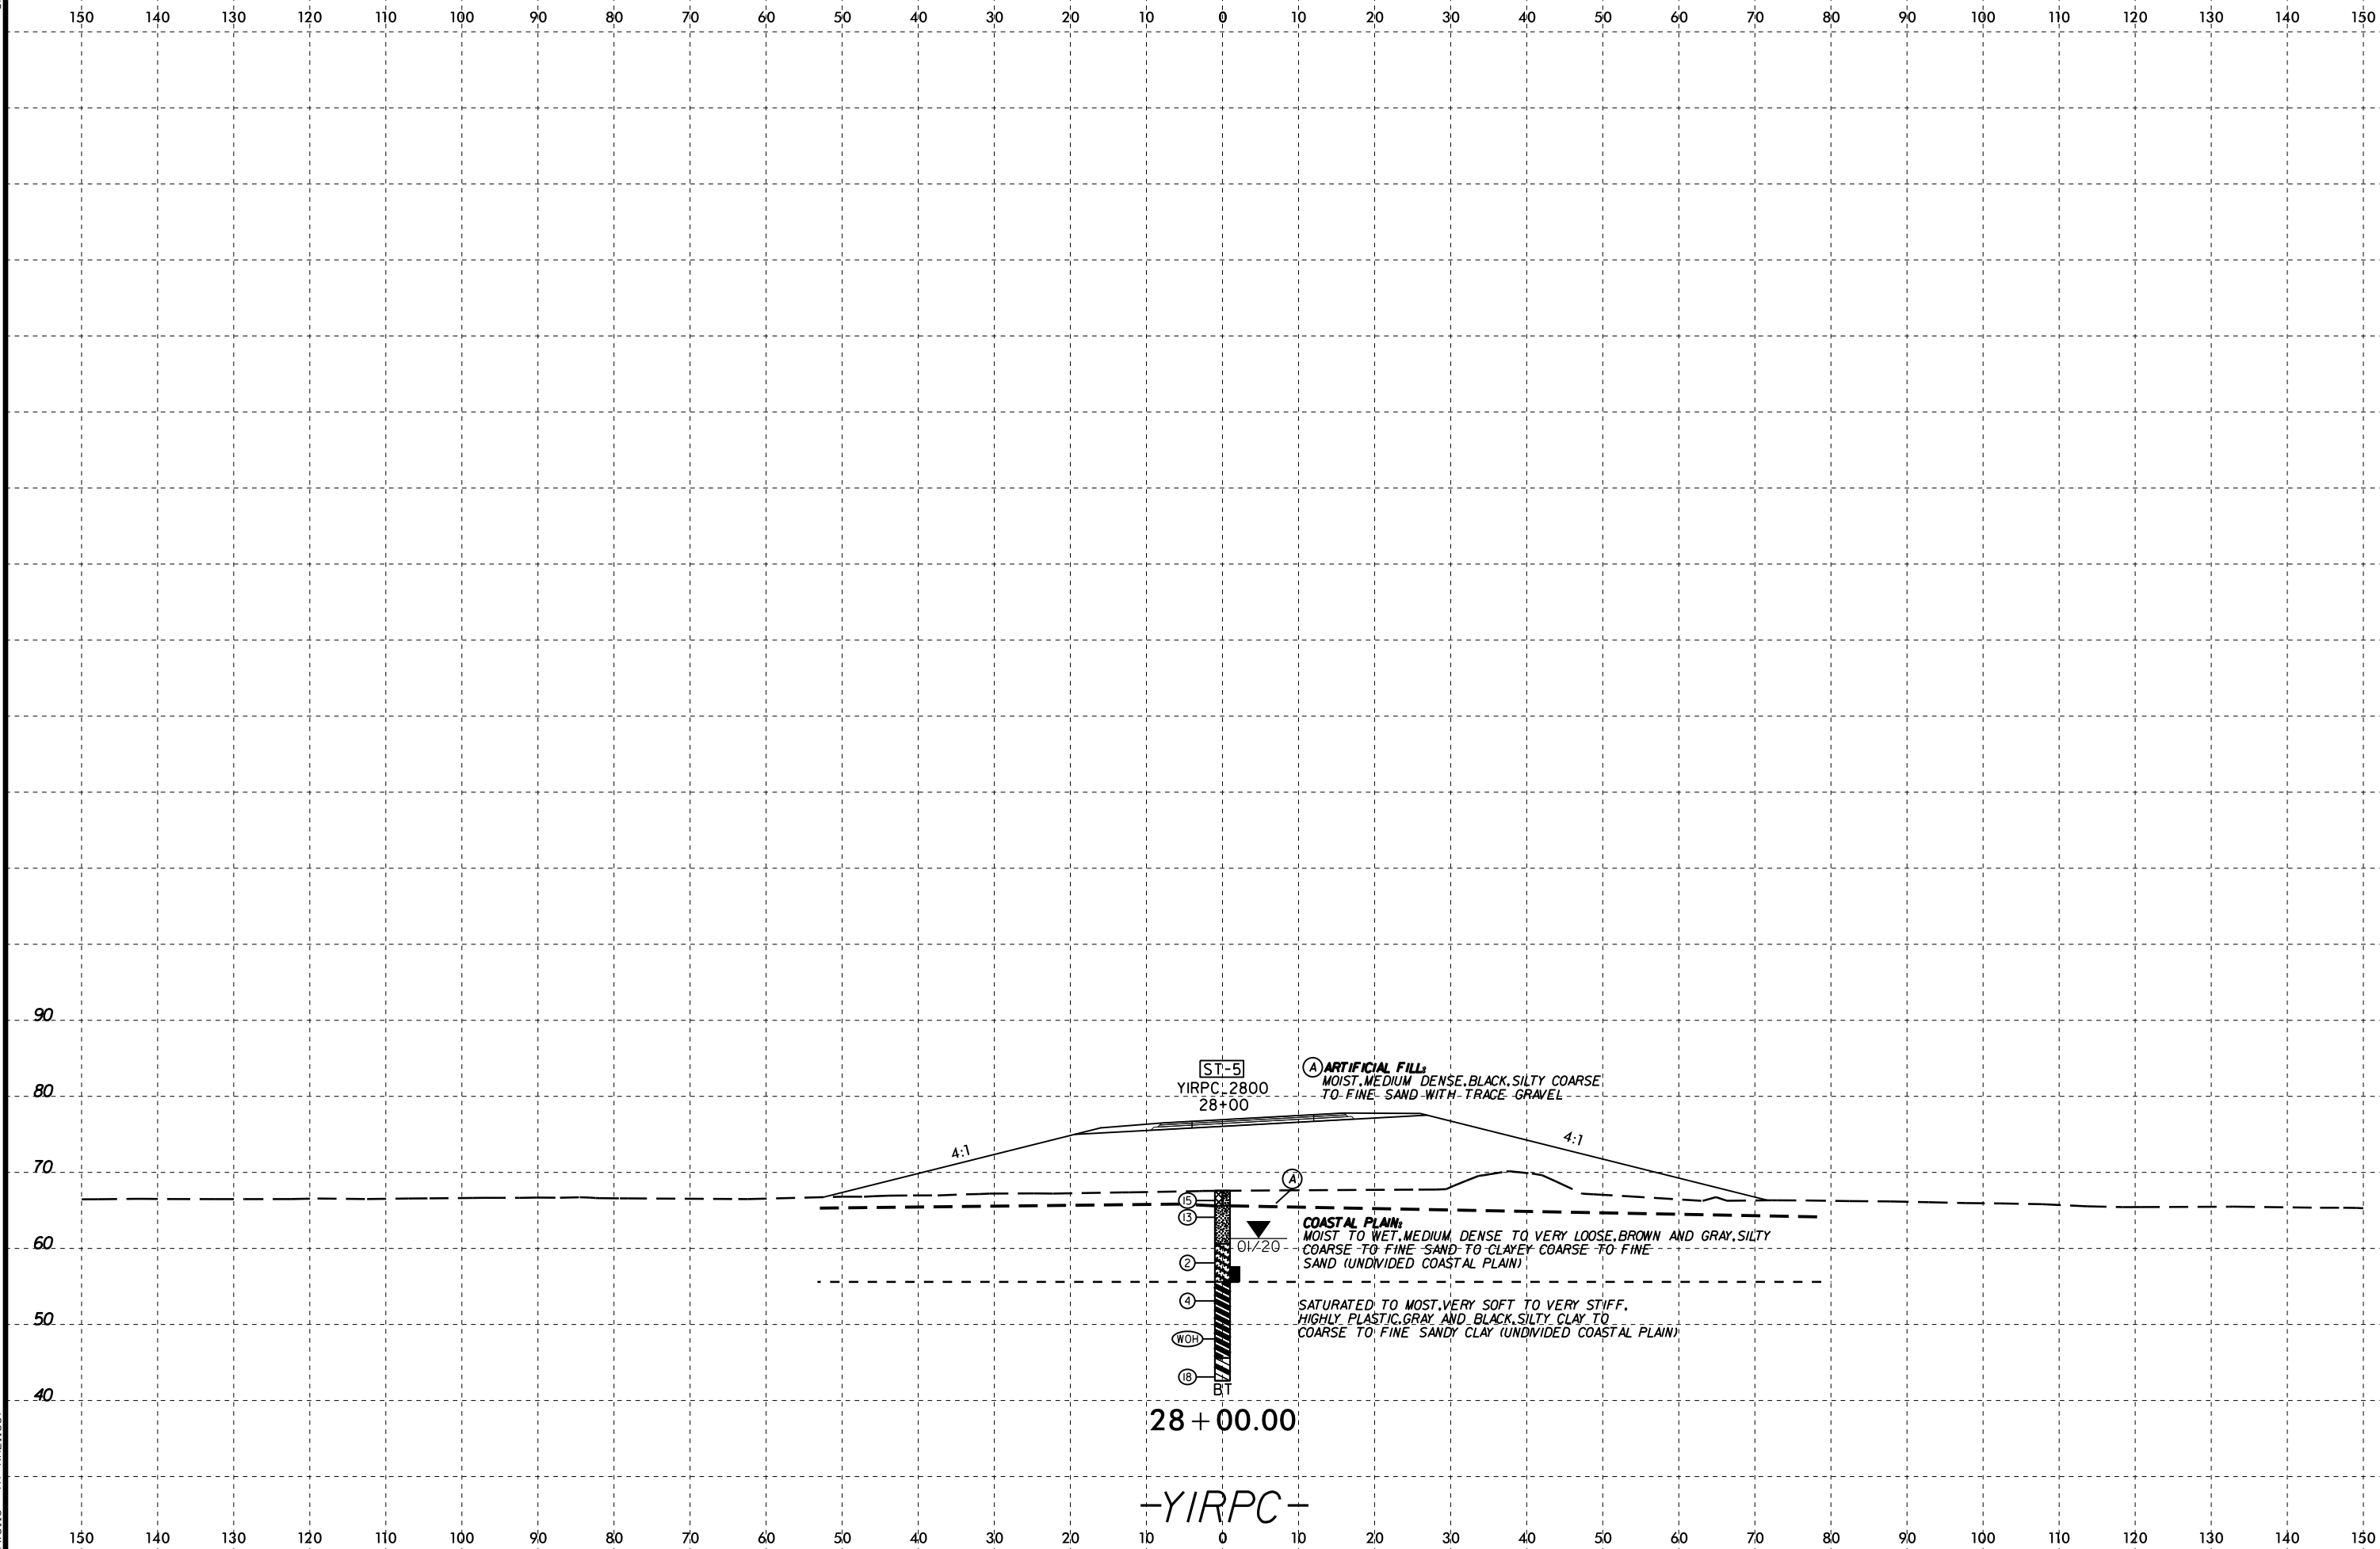 150 140 130 120 110 100 90 80 70 60 50 40 30 20 10 0 10 20 30 40 50 60 70 80 90 100 110 120 130 140 150
90
ST-5
A ARTIFICIAL FILL:
80
YIRPC_2800
MOIST, MEDIUM DENSE, BLACK, SILTY COARSE
28+00
TO FINE SAND WITH TRACE GRAVEL
4:1
4:1
70
A
15
13
COASTAL PLAIN:
MOIST TO WET, MEDIUM DENSE TO VERY LOOSE, BROWN AND GRAY, SILTY
60
01/20
COARSE TO FINE SAND TO CLAYEY COARSE TO FINE
2
SAND (UNDIVIDED COASTAL PLAIN)
4
SATURATED TO MOST, VERY SOFT TO VERY STIFF,
50
HIGHLY PLASTIC, GRAY AND BLACK, SILTY CLAY TO
WOH
COARSE TO FINE SANDY CLAY (UNDIVIDED COASTAL PLAIN)
18
BT
40
28+00.00
-YIRPC-
150 140 130 120 110 100 90 80 70 60 50 40 30 20 10 0 10 20 30 40 50 60 70 80 90 100 110 120 130 140 150